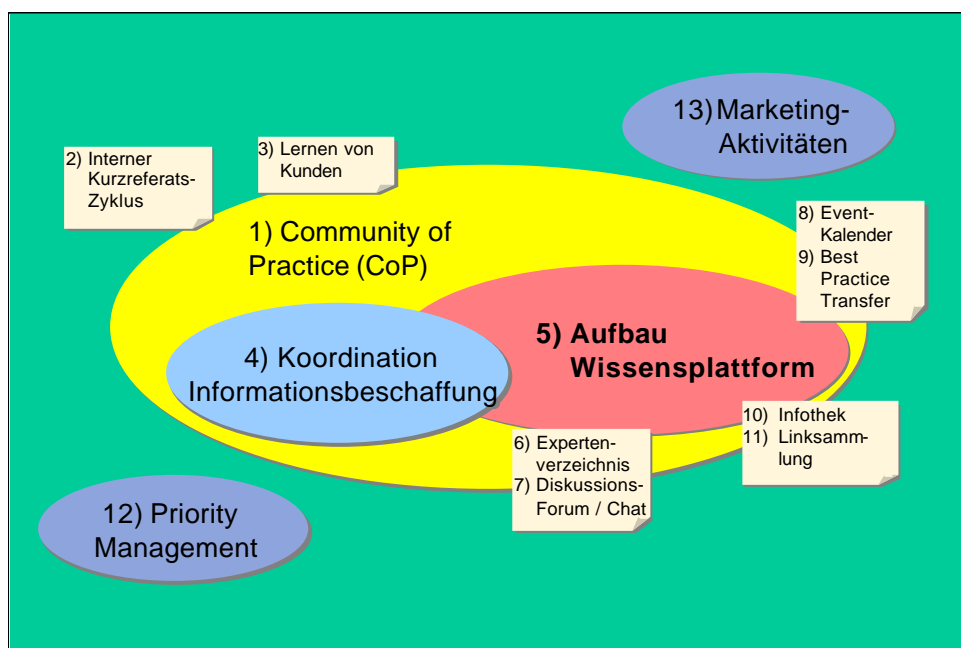 13) Marketing-
Aktivitäten
2) Interner
Kurzreferats-
Zyklus
3) Lernen von
Kunden
1) Community of
Practice (CoP)
8) Event-
Kalender
9) Best
Practice
Transfer
5) Aufbau
Wissensplattform
4) Koordination
Informationsbeschaffung
10) Infothek
11) Linksamm-
lung
6) Experten-
verzeichnis
7) Diskussions-
Forum / Chat
12) Priority
Management